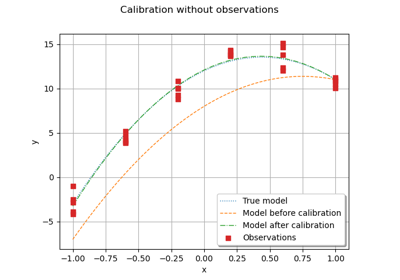 Calibration without observations
15
10
5
0
−5
y
−1.00 −0.75 −0.50 −0.25 0.00 0.25 0.50 0.75 1.00
x
True model
Model before calibration
Model after calibration
Observations